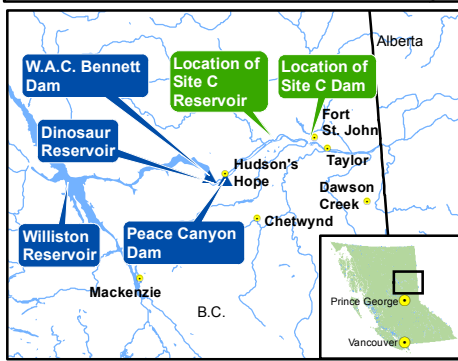 Alberta
W.A.C. Bennett
Dam
Location of
Site C
Reservoir
Location of
Site C Dam
Fort
St. John
Dinosaur
Reservoir
Hudson's
Hope
Taylor
Dawson
Creek
Williston
Reservoir
Peace Canyon
Dam
Chetwynd
Mackenzie
B.C.
Prince George
Vancouver